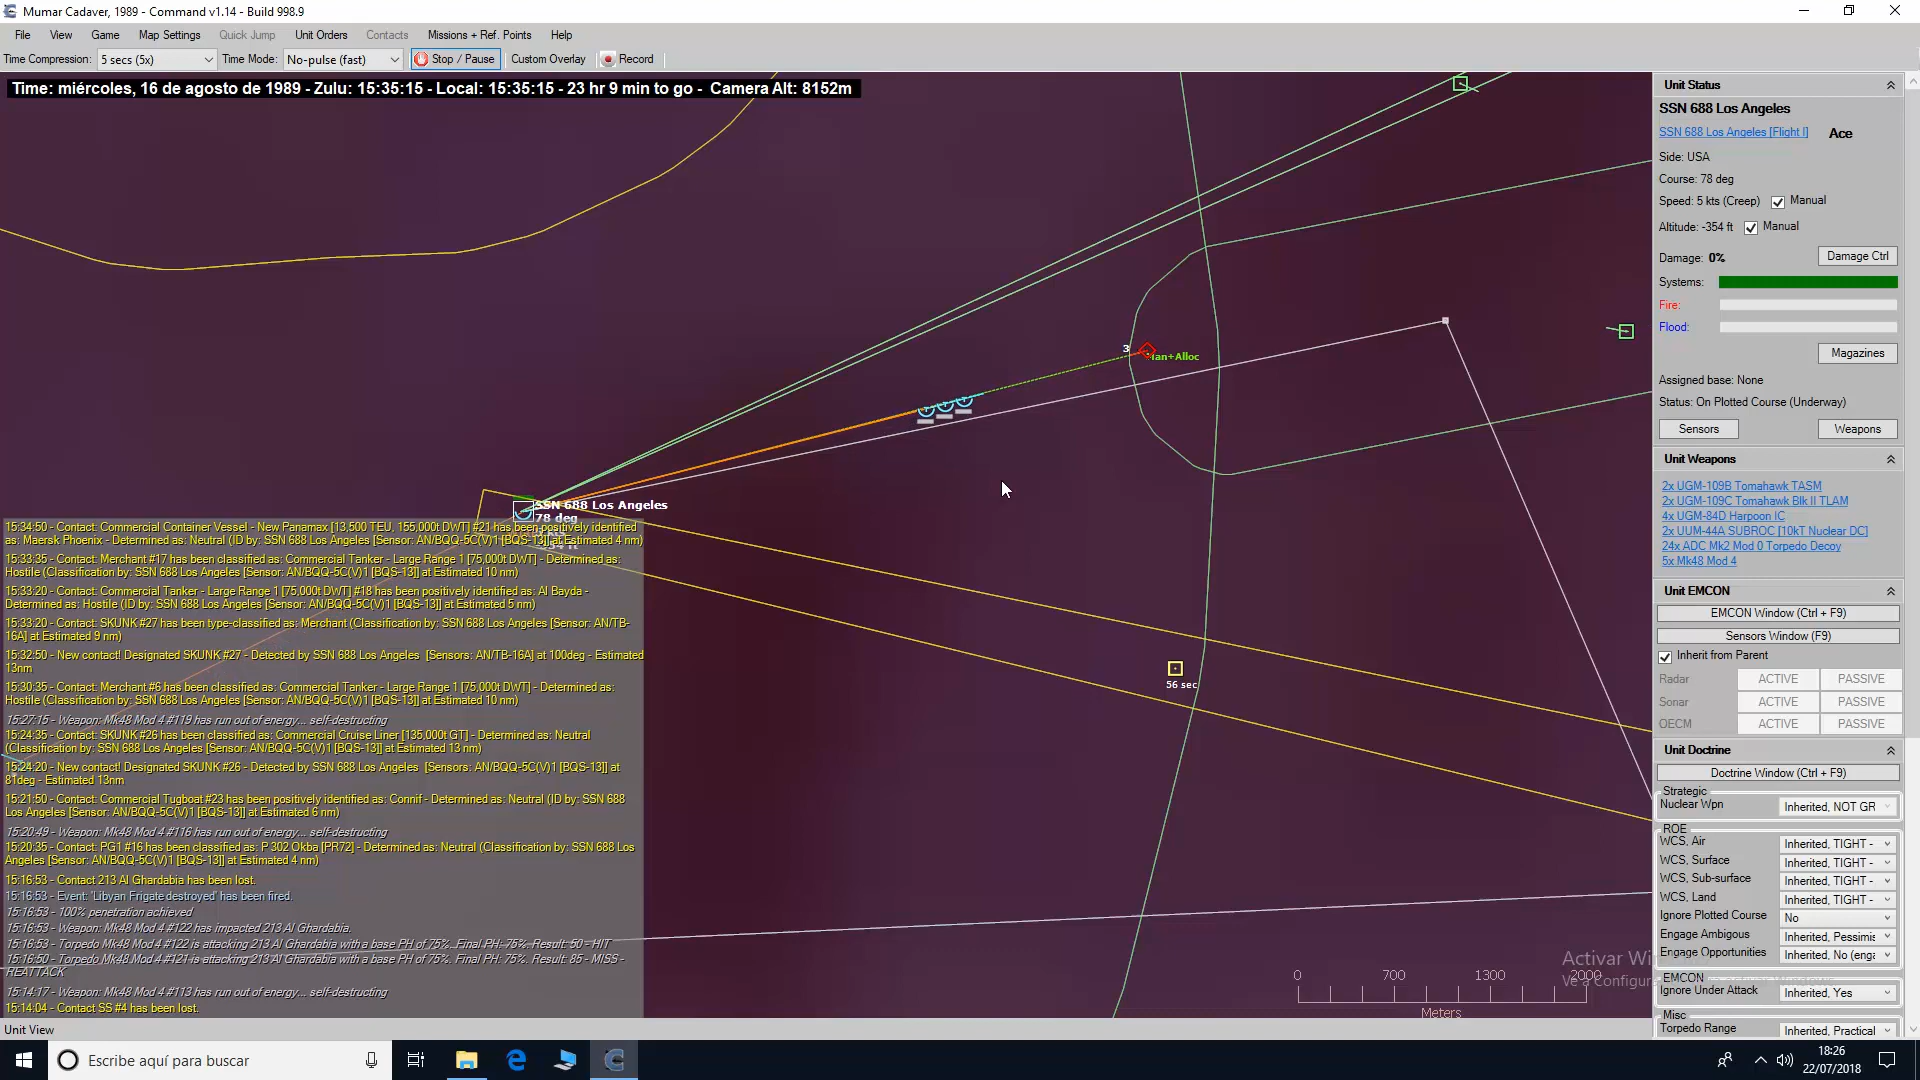 Mumar Cadaver, 1989 - Command v1.14 - Build 998.9
File View Game Map Settings Quick Jump Unit Orders Contacts Missions + Ref. Points Help
Time Compression: 5 secs (5x) Time Mode: No-pulse (fast) Stop / Pause Custom Overlay Record
Time: miércoles, 16 de agosto de 1989 - Zulu: 15:35:15 - Local: 15:35:15 - 23 hr 9 min to go - Camera Alt: 8152m
3
SSN 688 Los Angeles
78 deg
56 sec
15:34:50 - Contact: Commercial Container Vessel - New Panamax [13,500 TEU, 155,000t DWT] #21 has been positively identified
as: Maersk Phoenix - Determined as: Neutral (ID by: SSN 688 Los Angeles [Sensor: AN/BQQ-5C(V)1 [BQS-13]] at Estimated 4 nm)
15:33:35 - Contact: Merchant #17 has been classified as: Commercial Tanker - Large Range 1 [75,000t DWT] - Determined as:
Hostile (Classification by: SSN 688 Los Angeles [Sensor: AN/BQQ-5C(V)1 [BQS-13]] at Estimated 10 nm)
15:33:20 - Contact: Commercial Tanker - Large Range 1 [75,000t DWT] #18 has been positively identified as: Al Bayda -
Determined as: Hostile (ID by: SSN 688 Los Angeles [Sensor: AN/BQQ-5C(V)1 [BQS-13]] at Estimated 5 nm)
15:33:20 - Contact: SKUNK #27 has been type-classified as: Merchant (Classification by: SSN 688 Los Angeles [Sensor: AN/TB-
16A] at Estimated 9 nm)
15:32:50 - New contact! Designated SKUNK #27 - Detected by SSN 688 Los Angeles [Sensors: AN/TB-16A] at 100deg - Estimated
13nm
15:30:35 - Contact: Merchant #6 has been classified as: Commercial Tanker - Large Range 1 [75,000t DWT] - Determined as:
Hostile (Classification by: SSN 688 Los Angeles [Sensor: AN/BQQ-5C(V)1 [BQS-13]] at Estimated 10 nm)
15:27:15 - Weapon: Mk48 Mod 4 #119 has run out of energy... self-destructing
15:24:35 - Contact: SKUNK #26 has been classified as: Commercial Cruise Liner [135,000t GT] - Determined as: Neutral
(Classification by: SSN 688 Los Angeles [Sensor: AN/BQQ-5C(V)1 [BQS-13]] at Estimated 13 nm)
15:24:20 - New contact! Designated SKUNK #26 - Detected by SSN 688 Los Angeles [Sensors: AN/BQQ-5C(V)1 [BQS-13]] at
81deg - Estimated 13nm
15:21:50 - Contact: Commercial Tugboat #23 has been positively identified as: Connif - Determined as: Neutral (ID by: SSN 688
Los Angeles [Sensor: AN/BQQ-5C(V)1 [BQS-13]] at Estimated 6 nm)
15:20:49 - Weapon: Mk48 Mod 4 #116 has run out of energy... self-destructing
15:20:35 - Contact: PG1 #16 has been classified as: P 302 Okba [PR72] - Determined as: Neutral (Classification by: SSN 688 Los
Angeles [Sensor: AN/BQQ-5C(V)1 [BQS-13]] at Estimated 4 nm)
15:16:53 - Contact 213 Al Ghardabia has been lost.
15:16:53 - Event: 'Libyan Frigate destroyed' has been fired.
15:16:53 - 100% penetration achieved
15:16:53 - Weapon: Mk48 Mod 4 #122 has impacted 213 Al Ghardabia.
15:16:53 - Torpedo Mk48 Mod 4 #122 is attacking 213 Al Ghardabia with a base PH of 75%. Final PH: 75%. Result: 50 - HIT
15:16:50 - Torpedo Mk48 Mod 4 #121 is attacking 213 Al Ghardabia with a base PH of 75%. Final PH: 75%. Result: 85 - MISS -
REATTACK
15:14:17 - Weapon: Mk48 Mod 4 #113 has run out of energy... self-destructing
15:14:04 - Contact SS #4 has been lost.
0 700 1300 2000
Meters
Unit View
Unit Status
SSN 688 Los Angeles
SSN 688 Los Angeles [Flight I] Ace
Side: USA
Course: 78 deg
Speed: 5 kts (Creep) Manual
Altitude: -354 ft Manual
Damage: 0% Damage Ctrl
Systems:
Fire:
Flood:
Magazines
Assigned base: None
Status: On Plotted Course (Underway)
Sensors Weapons
Unit Weapons
2x UGM-109B Tomahawk TASM
2x UGM-109C Tomahawk Blk II TLAM
4x UGM-84D Harpoon IC
2x UUM-44A SUBROC [10kT Nuclear DC]
24x ADC Mk2 Mod 0 Torpedo Decoy
5x Mk48 Mod 4
Unit EMCON
EMCON Window (Ctrl + F9)
Sensors Window (F9)
Inherit from Parent
Radar ACTIVE PASSIVE
Sonar ACTIVE PASSIVE
OECM ACTIVE PASSIVE
Unit Doctrine
Doctrine Window (Ctrl + F9)
Strategic
Nuclear Wpn Inherited, NOT GR
ROE
WCS, Air Inherited, TIGHT -
WCS, Surface Inherited, TIGHT -
WCS, Sub-surface Inherited, TIGHT -
WCS, Land Inherited, TIGHT -
Ignore Plotted Course No
Engage Ambiguous Inherited, Pessimis
Engage Opportunities Inherited, No (enga
EMCON
Ignore Under Attack Inherited, Yes
Misc
Torpedo Range Inherited, Practical
Activar Wi
Ve a Configura
Escribe aquí para buscar
18:26
22/07/2018